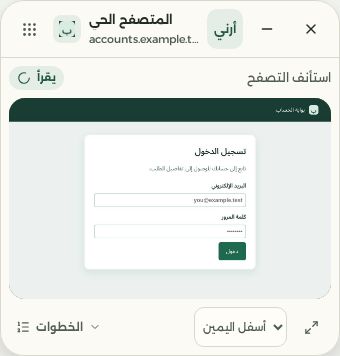 المتصفح الحي
accounts.example.t...
أرني
استأنف التصفح
يقرأ
بوابة الحساب
تسجيل الدخول
تابع إلى حسابك للوصول إلى تفاصيل الطلب.
البريد الإلكتروني
you@example.test
كلمة المرور
••••••••
دخول
أسفل اليمين
الخطوات